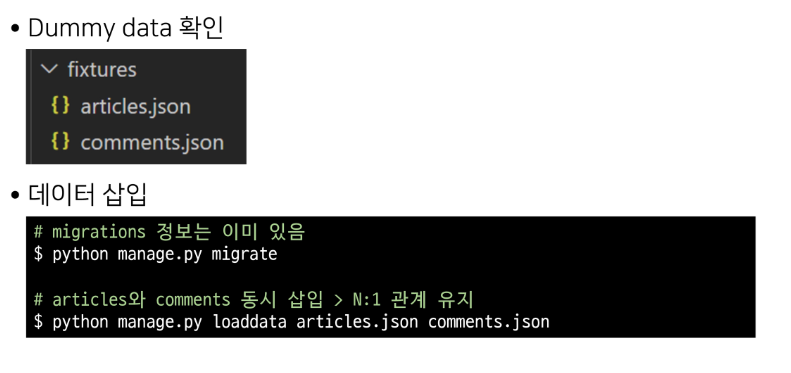 • Dummy data 확인
fixtures
{} articles.json
{} comments.json
• 데이터 삽입
# migrations 정보는 이미 있음
$ python manage.py migrate
# articles와 comments 동시 삽입 > N:1 관계 유지
$ python manage.py loaddata articles.json comments.json